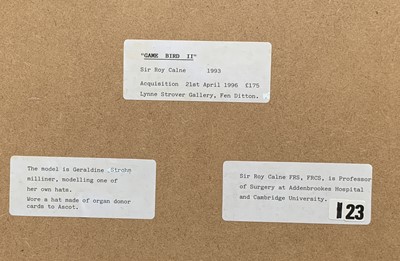 "GAME BIRD II"
Sir Roy Calne 1993
Acquisition 21st April 1996 £175
Lynne Strover Gallery, Fen Ditton.
The model is Geraldine
milliner, modelling one of
her own hats.
Wore a hat made of organ donor
cards to Ascot.
Sir Roy Calne FRS, FRCS, is Professor
of Surgery at Addenbrookes Hospital
and Cambridge University.
123